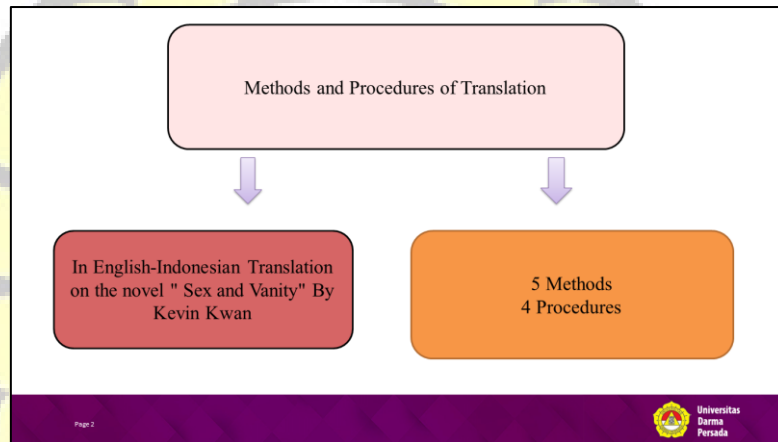 Methods and Procedures of Translation
In English-Indonesian Translation
on the novel " Sex and Vanity" By
Kevin Kwan
5 Methods
4 Procedures
Page 2
Universitas
Darma
Persada